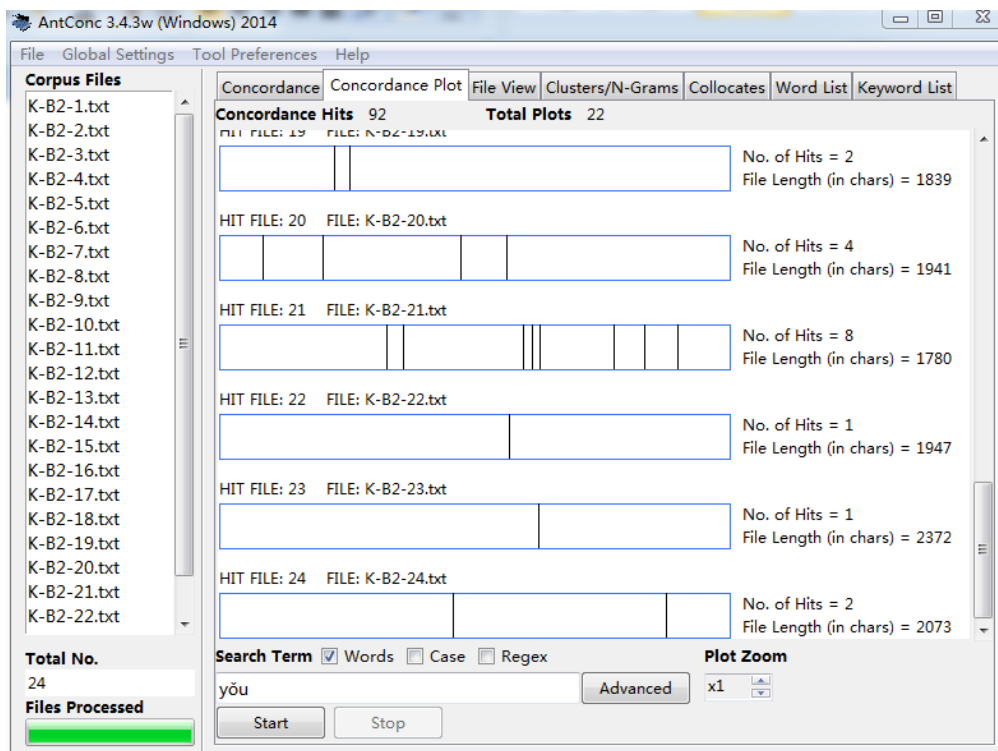 AntConc 3.4.3w (Windows) 2014
File Global Settings Tool Preferences Help
Corpus Files
K-B2-1.txt
K-B2-2.txt
K-B2-3.txt
K-B2-4.txt
K-B2-5.txt
K-B2-6.txt
K-B2-7.txt
K-B2-8.txt
K-B2-9.txt
K-B2-10.txt
K-B2-11.txt
K-B2-12.txt
K-B2-13.txt
K-B2-14.txt
K-B2-15.txt
K-B2-16.txt
K-B2-17.txt
K-B2-18.txt
K-B2-19.txt
K-B2-20.txt
K-B2-21.txt
K-B2-22.txt
Total No.
24
Files Processed
Concordance Concordance Plot File View Clusters/N-Grams Collocates Word List Keyword List
Concordance Hits 92 Total Plots 22
HIT FILE: 19 FILE: K-B2-19.txt
No. of Hits = 2
File Length (in chars) = 1839
HIT FILE: 20 FILE: K-B2-20.txt
No. of Hits = 4
File Length (in chars) = 1941
HIT FILE: 21 FILE: K-B2-21.txt
No. of Hits = 8
File Length (in chars) = 1780
HIT FILE: 22 FILE: K-B2-22.txt
No. of Hits = 1
File Length (in chars) = 1947
HIT FILE: 23 FILE: K-B2-23.txt
No. of Hits = 1
File Length (in chars) = 2372
HIT FILE: 24 FILE: K-B2-24.txt
No. of Hits = 2
File Length (in chars) = 2073
Search Term Words Case Regex
yǒu
Advanced
Start Stop
Plot Zoom
x1